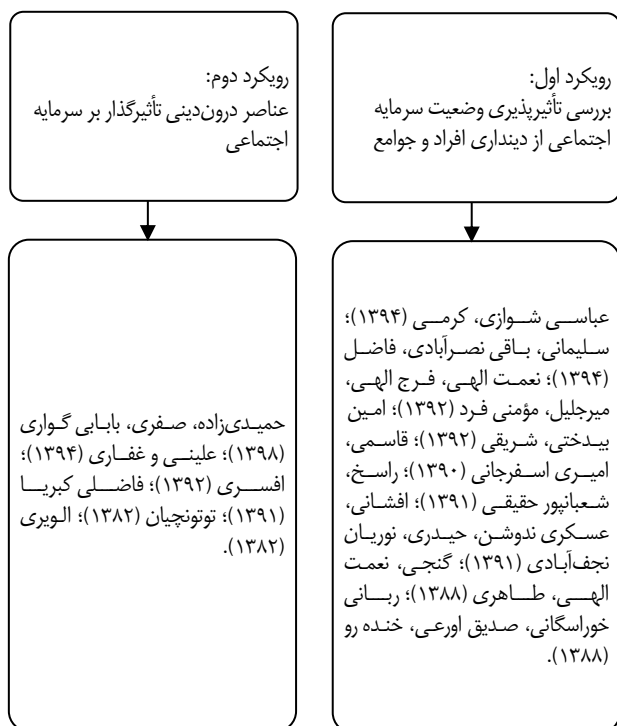 رویکرد اول:
بررسی تأثیرپذیری وضعیت سرمایه
اجتماعی از دینداری افراد و جوامع
عباسی شوازی، کرمی (۱۳۹۴)؛
سلیمانی، باقی نصرآبادی، فاضل
(۱۳۹۴)؛ نعمت الهی، فرج الهی،
میرجلیل، مؤمنی فرد (۱۳۹۲)؛ امین
بیدختی، شریقی (۱۳۹۲)؛ قاسمی،
امیری اسفرجانی (۱۳۹۰)؛ راسخ،
شعبانپور حقیقی (۱۳۹۱)؛ افشانی،
عسکری ندوشن، حیدری، نوریان
نجف‌آبادی (۱۳۹۱)؛ گنجی، نعمت
الهی، طاهری (۱۳۸۸)؛ ربانی
خوراسگانی، صدیق اورعی، خنده رو
(۱۳۸۸).
رویکرد دوم:
عناصر درون‌دینی تأثیرگذار بر سرمایه
اجتماعی
حمیدی‌زاده، صفری، بابابی گواری
(۱۳۹۸)؛ علینی و غفاری (۱۳۹۴)؛
افسری (۱۳۹۲)؛ فاضلی کبریا
(۱۳۹۱)؛ توتونچیان (۱۳۸۲)؛ الویری
(۱۳۸۲).